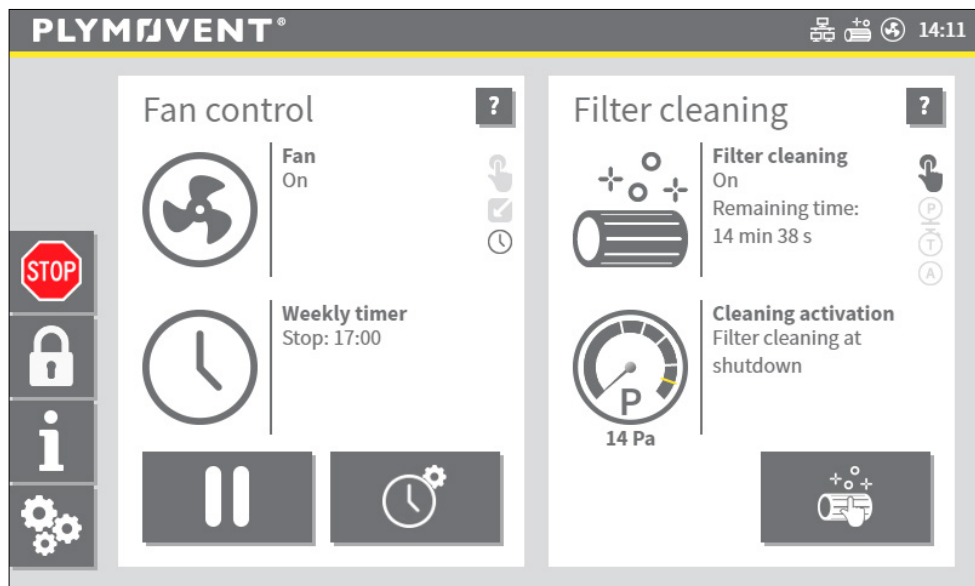 PLYMOVENT®
14:11
Fan control
?
Fan
On
Weekly timer
Stop: 17:00
Filter cleaning
?
Filter cleaning
On
Remaining time:
14 min 38 s
P
T
A
Cleaning activation
Filter cleaning at
shutdown
P
14 Pa
STOP
i